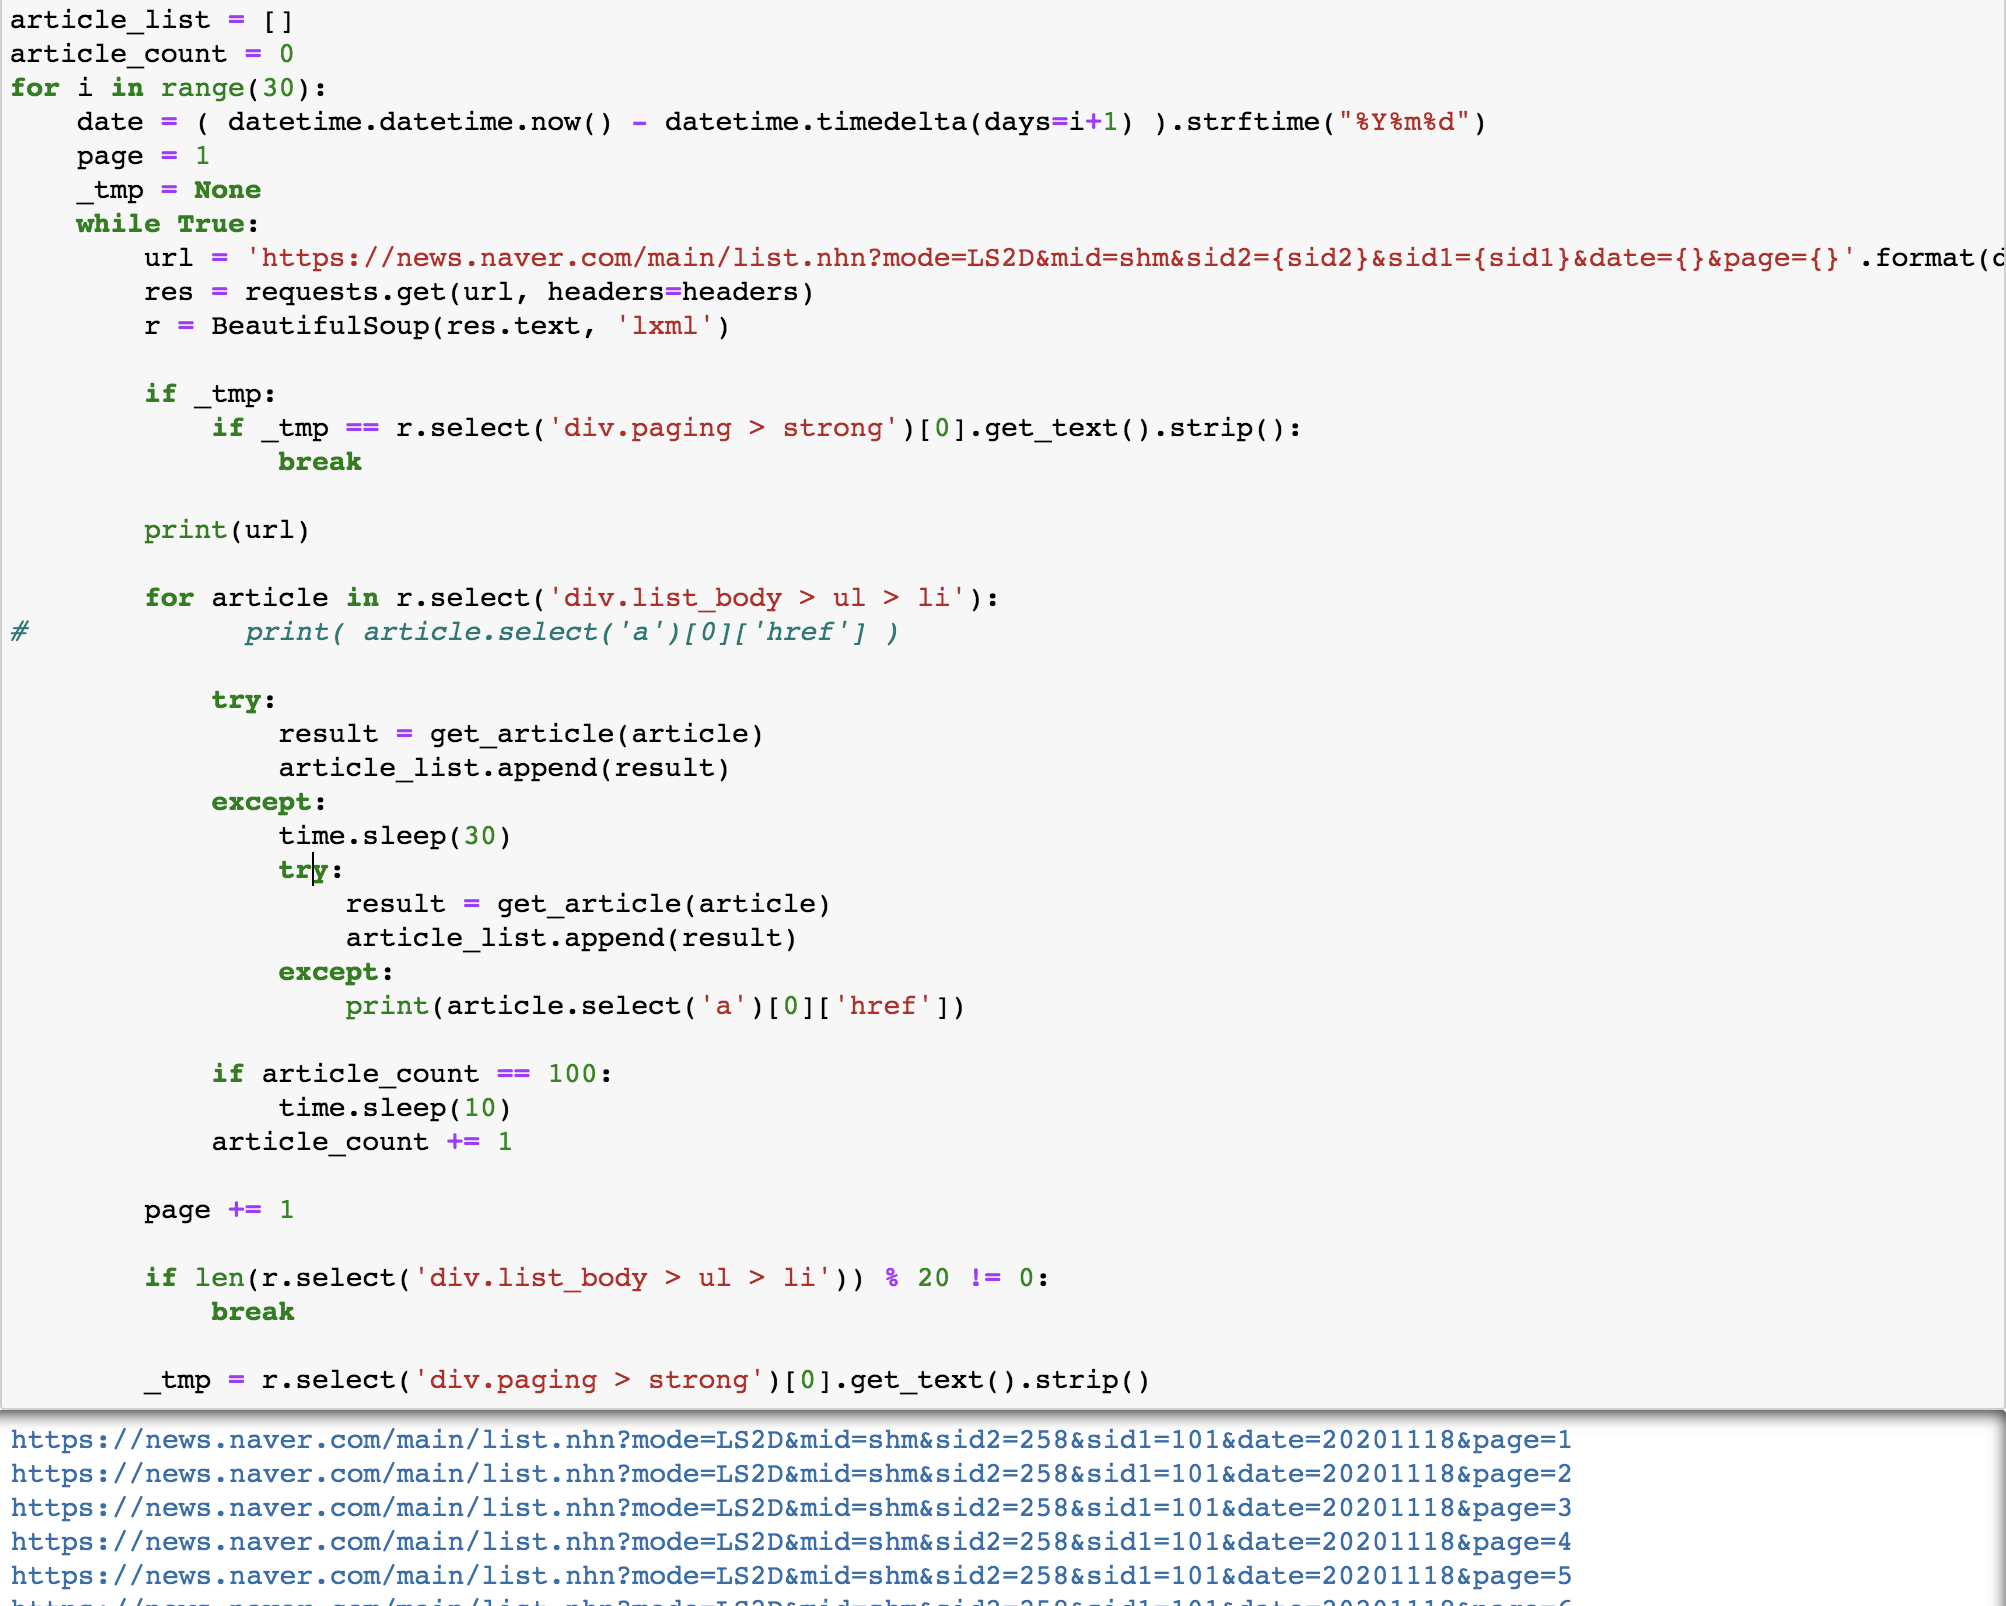 article_list = []
article_count = 0
for i in range(30):
    date = ( datetime.datetime.now() - datetime.timedelta(days=i+1) ).strftime("%Y%m%d")
    page = 1
    _tmp = None
    while True:
        url = 'https://news.naver.com/main/list.nhn?mode=LS2D&mid=shm&sid2={sid2}&sid1={sid1}&date={}&page={}'.format(
        res = requests.get(url, headers=headers)
        r = BeautifulSoup(res.text, 'lxml')

        if _tmp:
            if _tmp == r.select('div.paging > strong')[0].get_text().strip():
                break

        print(url)

        for article in r.select('div.list_body > ul > li'):
#             print( article.select('a')[0]['href'] )

            try:
                result = get_article(article)
                article_list.append(result)
            except:
                time.sleep(30)
                try:
                    result = get_article(article)
                    article_list.append(result)
                except:
                    print(article.select('a')[0]['href'])

            if article_count == 100:
                time.sleep(10)
            article_count += 1

        page += 1

        if len(r.select('div.list_body > ul > li')) % 20 != 0:
            break

        _tmp = r.select('div.paging > strong')[0].get_text().strip()
https://news.naver.com/main/list.nhn?mode=LS2D&mid=shm&sid2=258&sid1=101&date=20201118&page=1
https://news.naver.com/main/list.nhn?mode=LS2D&mid=shm&sid2=258&sid1=101&date=20201118&page=2
https://news.naver.com/main/list.nhn?mode=LS2D&mid=shm&sid2=258&sid1=101&date=20201118&page=3
https://news.naver.com/main/list.nhn?mode=LS2D&mid=shm&sid2=258&sid1=101&date=20201118&page=4
https://news.naver.com/main/list.nhn?mode=LS2D&mid=shm&sid2=258&sid1=101&date=20201118&page=5